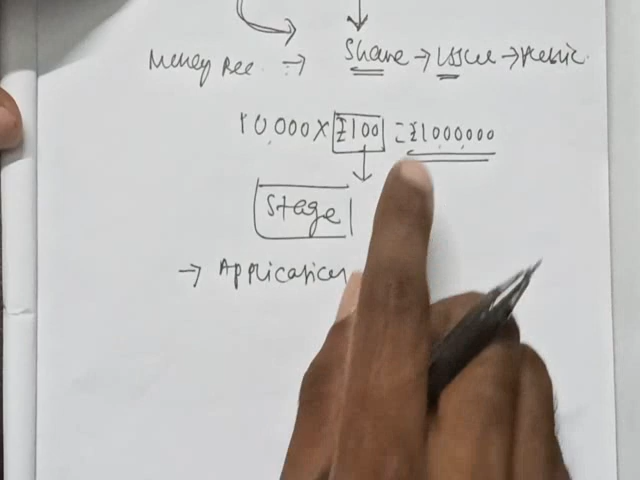 Money Rec. → Share → Issue → Public.
10,000 × ₹100 = ₹1000000
Stage
→ Application